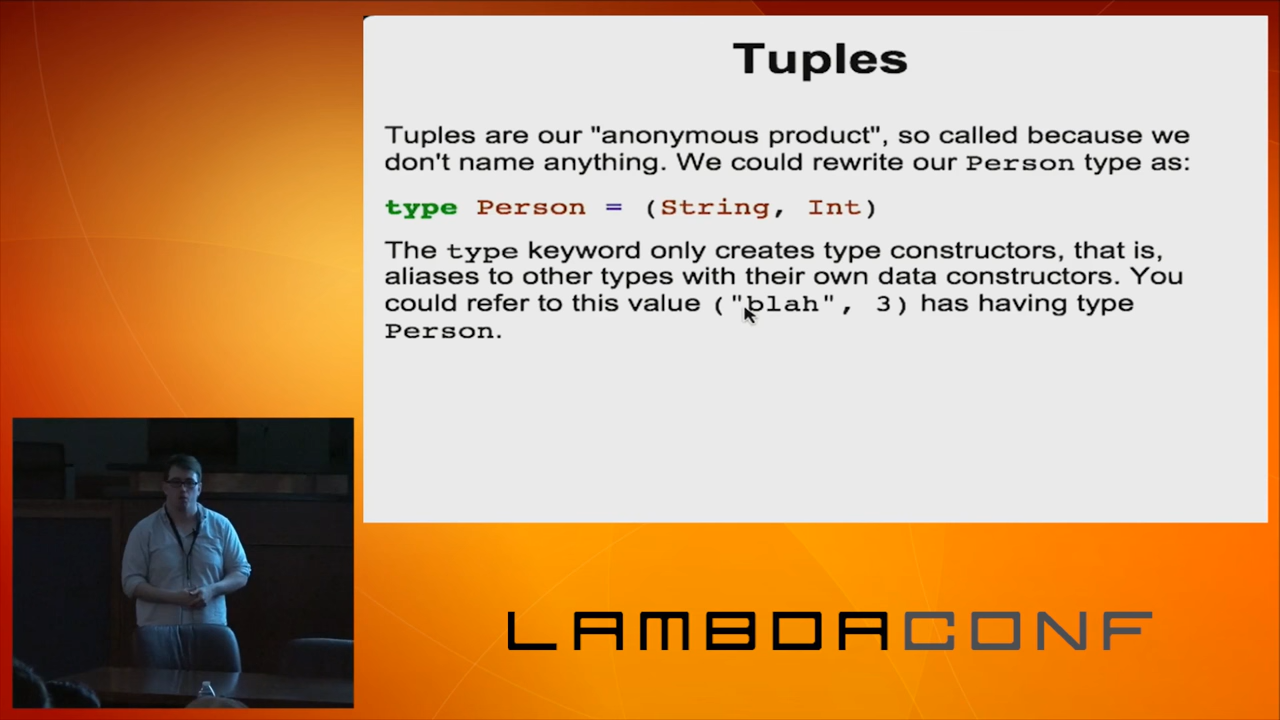 Tuples
Tuples are our "anonymous product", so called because we
don't name anything. We could rewrite our Person type as:
type Person = (String, Int)
The type keyword only creates type constructors, that is,
aliases to other types with their own data constructors. You
could refer to this value ("blah", 3) has having type
Person.
LAMBDACONF